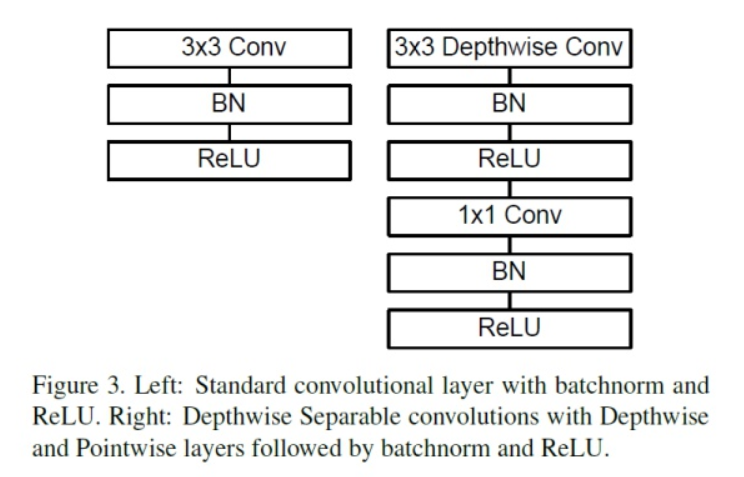 3x3 Conv
BN
ReLU
3x3 Depthwise Conv
BN
ReLU
1x1 Conv
BN
ReLU
Figure 3. Left: Standard convolutional layer with batchnorm and
ReLU. Right: Depthwise Separable convolutions with Depthwise
and Pointwise layers followed by batchnorm and ReLU.